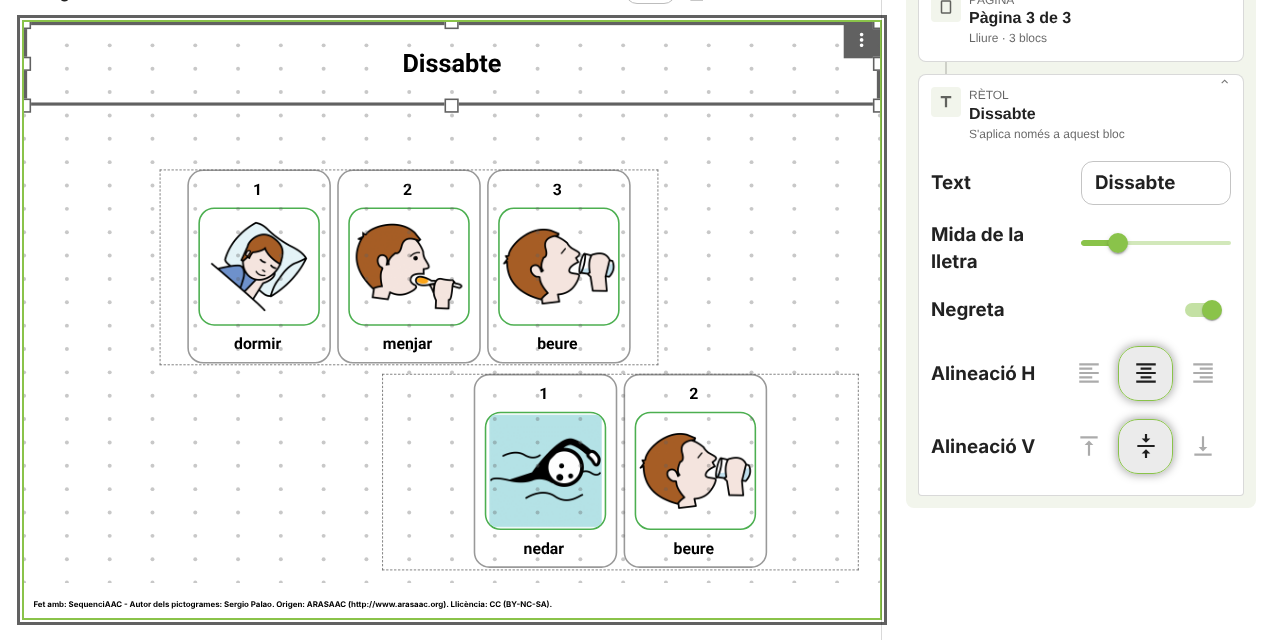 Dissabte
1
2
3
dormir
menjar
beure
1
2
nedar
beure
Fet amb: SequenciAAC - Autor dels pictogrames: Sergio Palao. Origen: ARASAAC (http://www.arasaac.org). Llicència: CC (BY-NC-SA).
PÀGINA
Pàgina 3 de 3
Lliure · 3 blocs
RÈTOL
Dissabte
S'aplica només a aquest bloc
Text
Dissabte
Mida de la
lletra
Negreta
Alineació H
Alineació V